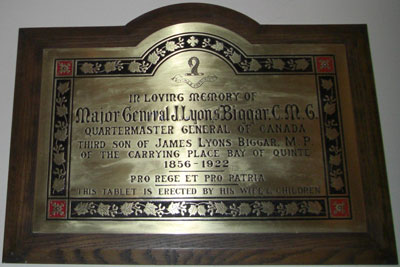 IN LOVING MEMORY OF
Major General J. Lyons Biggar, C.M.G.
QUARTERMASTER GENERAL OF CANADA
THIRD SON OF JAMES LYONS BIGGAR, M.P.
OF THE CARRYING PLACE BAY OF QUINTE
1856-1922
PRO REGE ET PRO PATRIA
THIS TABLET IS ERECTED BY HIS WIFE & CHILDREN